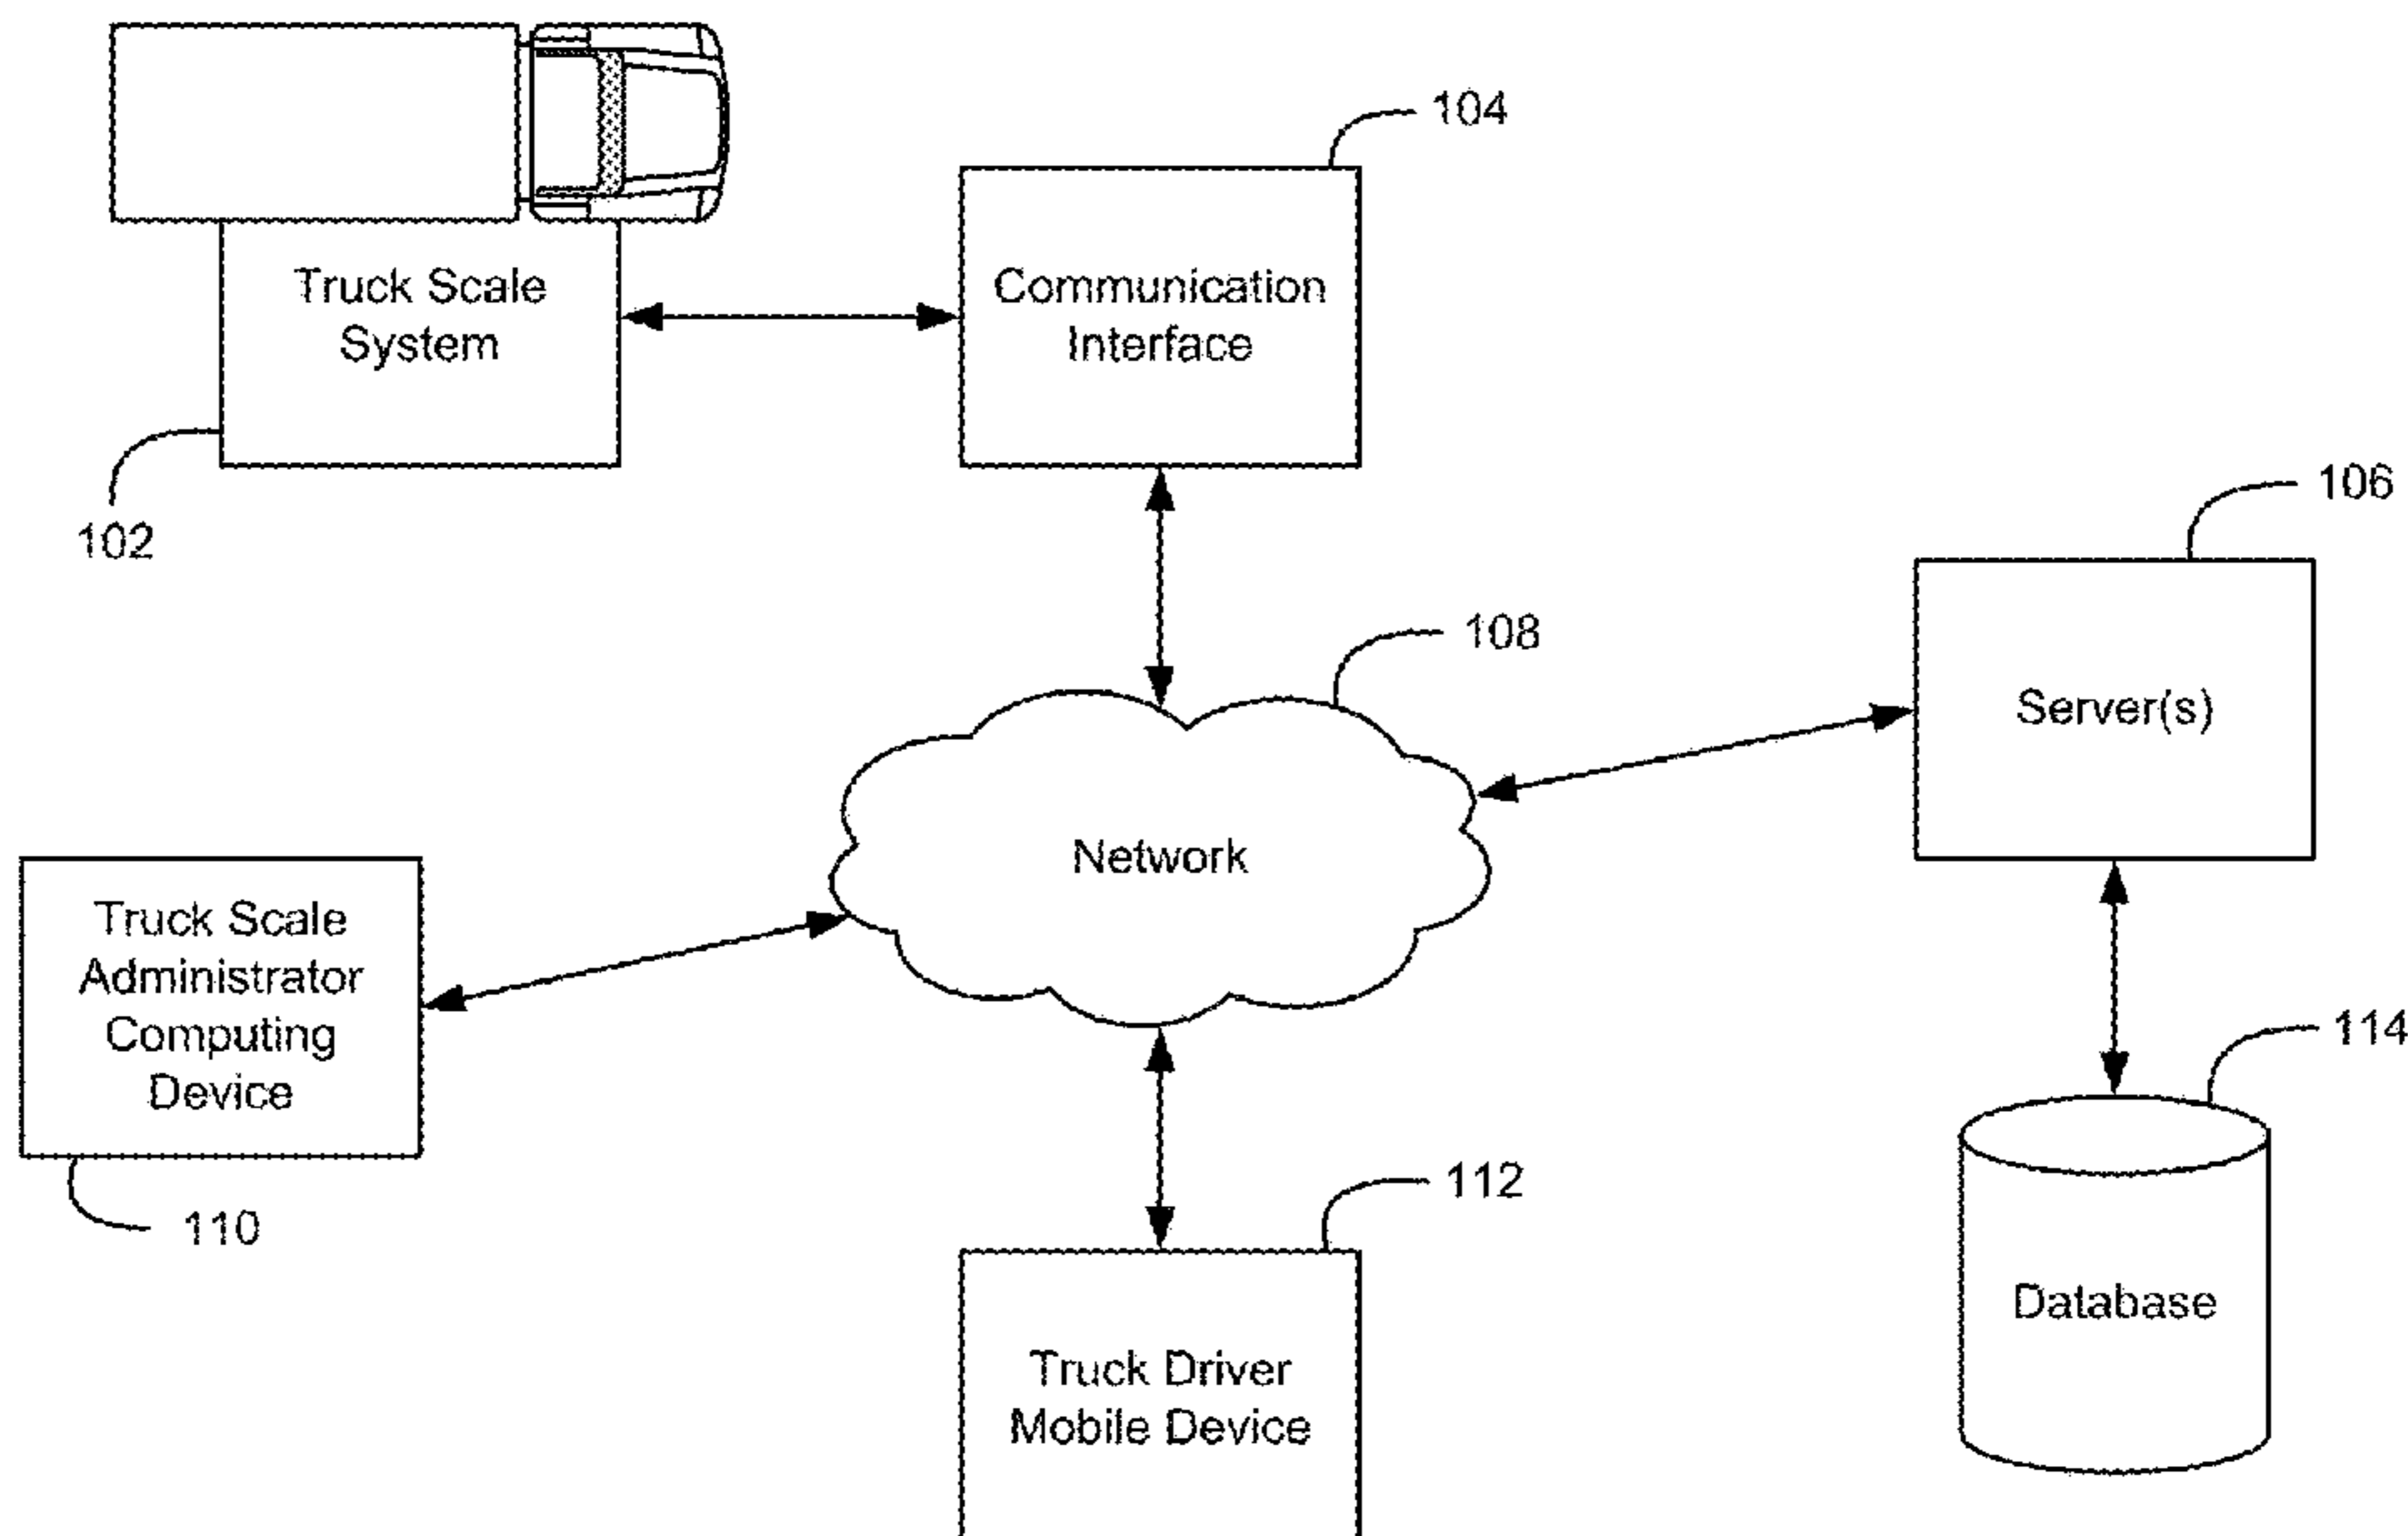 104
Truck Scale
System
Communication
Interface
102
106
108
Server(s)
Network
Truck Scale
Administrator
Computing
Device
114
112
110
Database
Truck Driver
Mobile Device